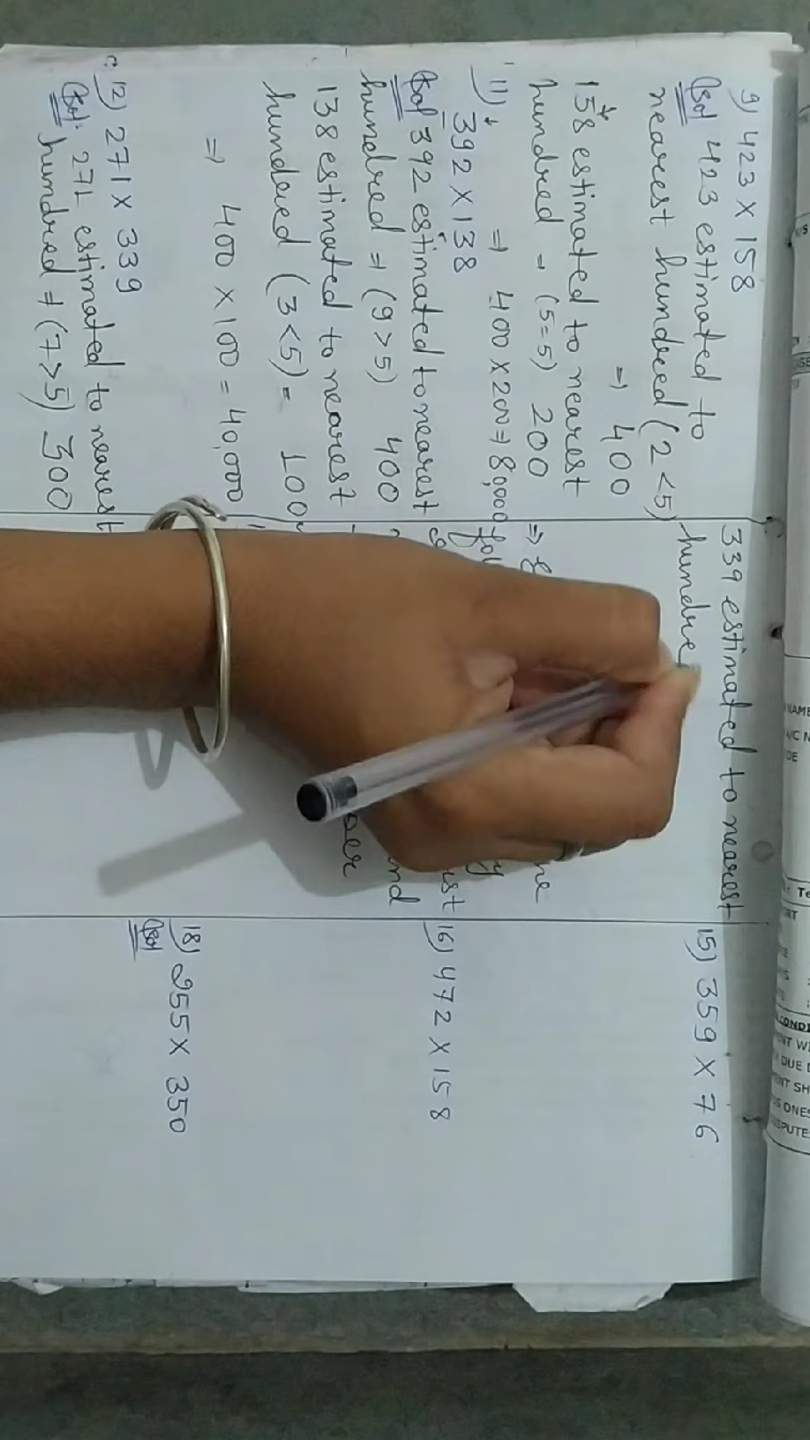 9) 423 × 158
Sol 423 estimated to
nearest hundred (2 < 5)
⇒ 400
158 estimated to nearest
hundred = (5=5) 200
⇒ 400 × 200 ⇒ 80,000
11) 392 × 138
Sol 392 estimated to nearest
hundred = (9 > 5) 400
138 estimated to nearest
hundered (3 < 5) = 100
⇒ 400 × 100 = 40,000
12) 271 × 339
Sol: 271 estimated to nearest
hundred = (7 > 5) 300
339 estimated to nearest
hundre
15) 359 × 76
16) 472 × 158
18) 255 × 350
Sol